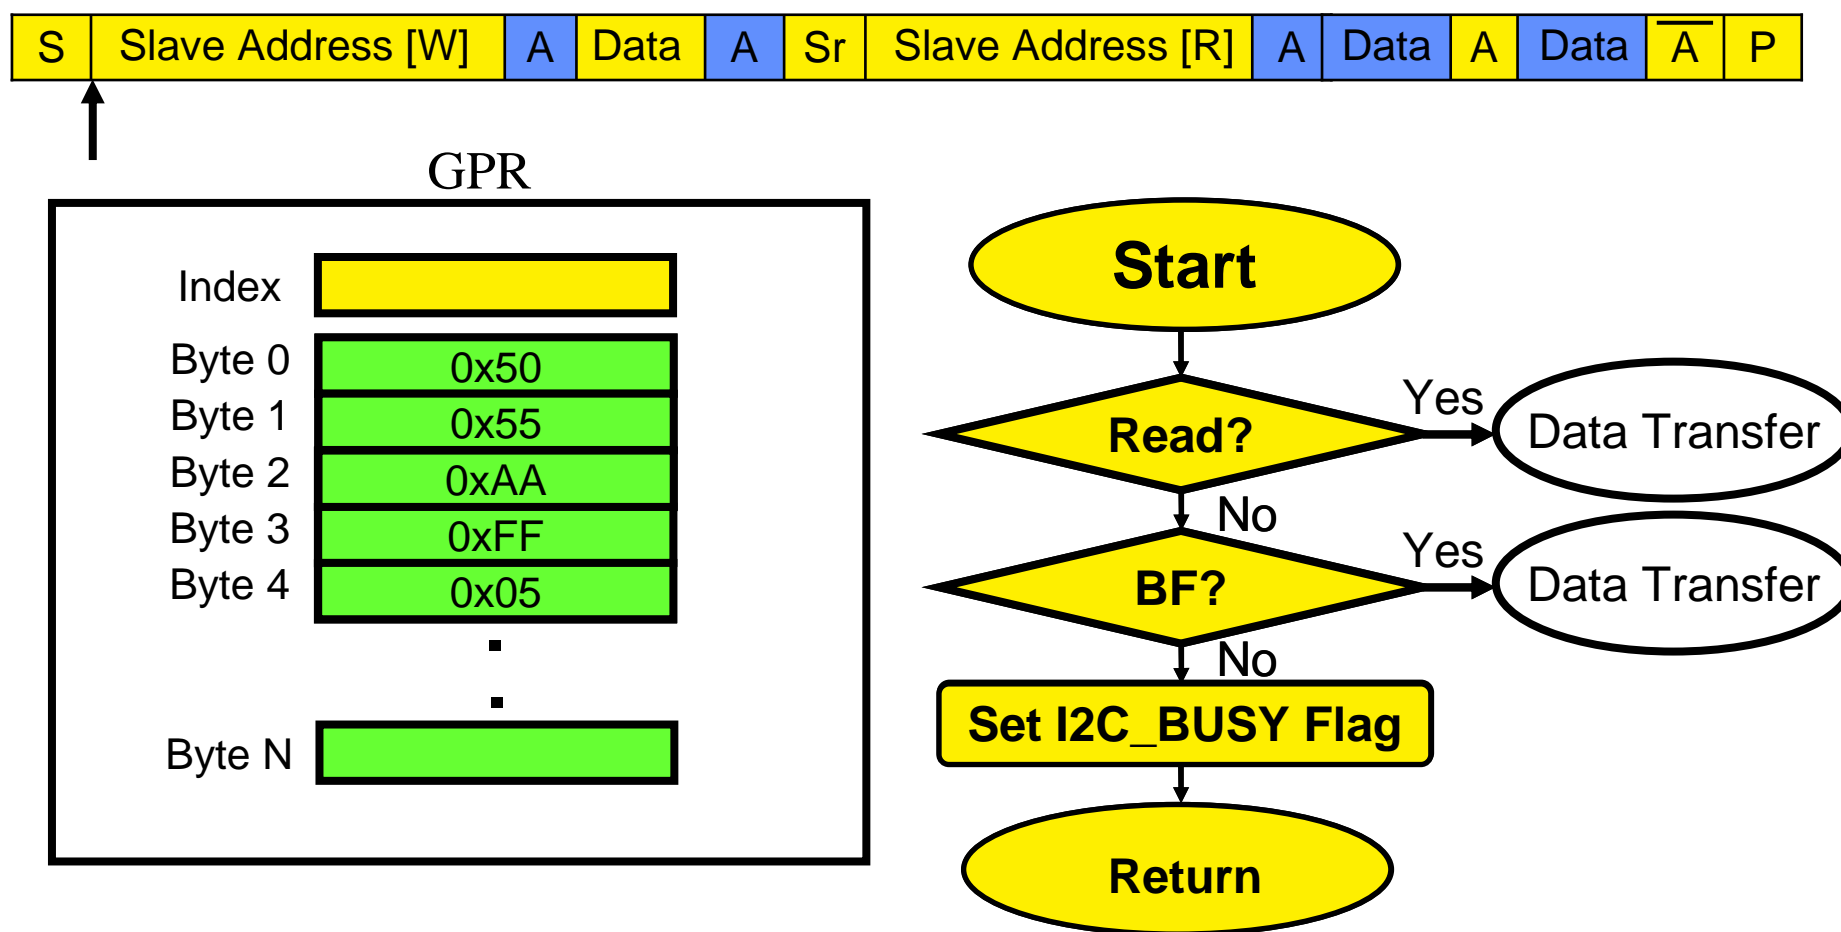 S Slave Address [W] A Data A Sr Slave Address [R] A Data A Data A̅ P
GPR
Index
Byte 0 0x50
Byte 1 0x55
Byte 2 0xAA
Byte 3 0xFF
Byte 4 0x05
Byte N
Start
Read?
Yes
Data Transfer
No
BF?
Yes
Data Transfer
No
Set I2C_BUSY Flag
Return